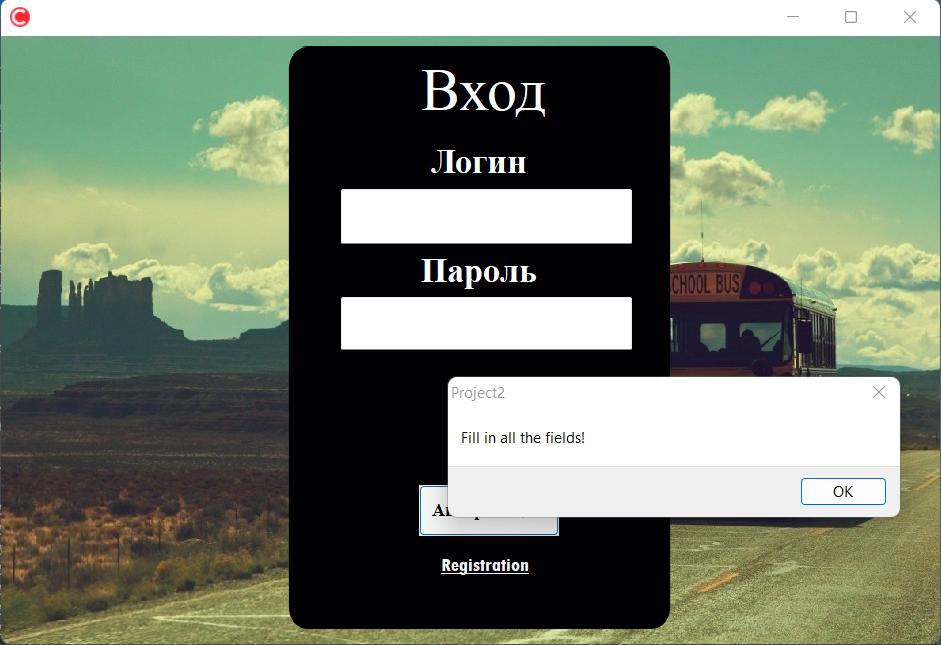 Вход
Логин
Пароль
SCHOOL BUS
Project2
Fill in all the fields!
OK
Registration